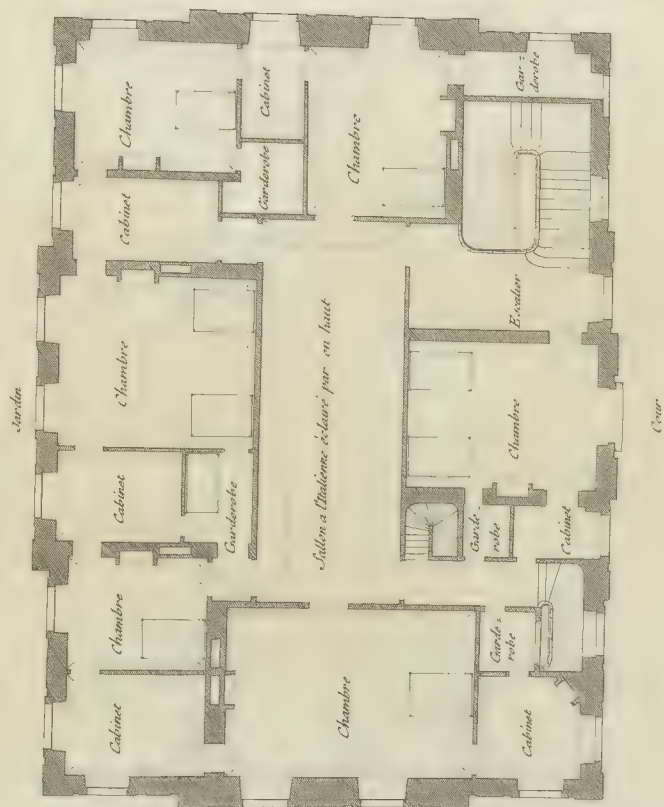 Jardin
Cabinet
Chambre
Cabinet
Chambre
Cabinet
Chambre
Garderobe
Garderobe
Cabinet
Sallon a l'Italienne éclairé par en haut
Chambre
Chambre
Cabinet
Garde=
robe
Garde-
robe
Cabinet
Chambre
Escalier
Gar=
derobe
Cour